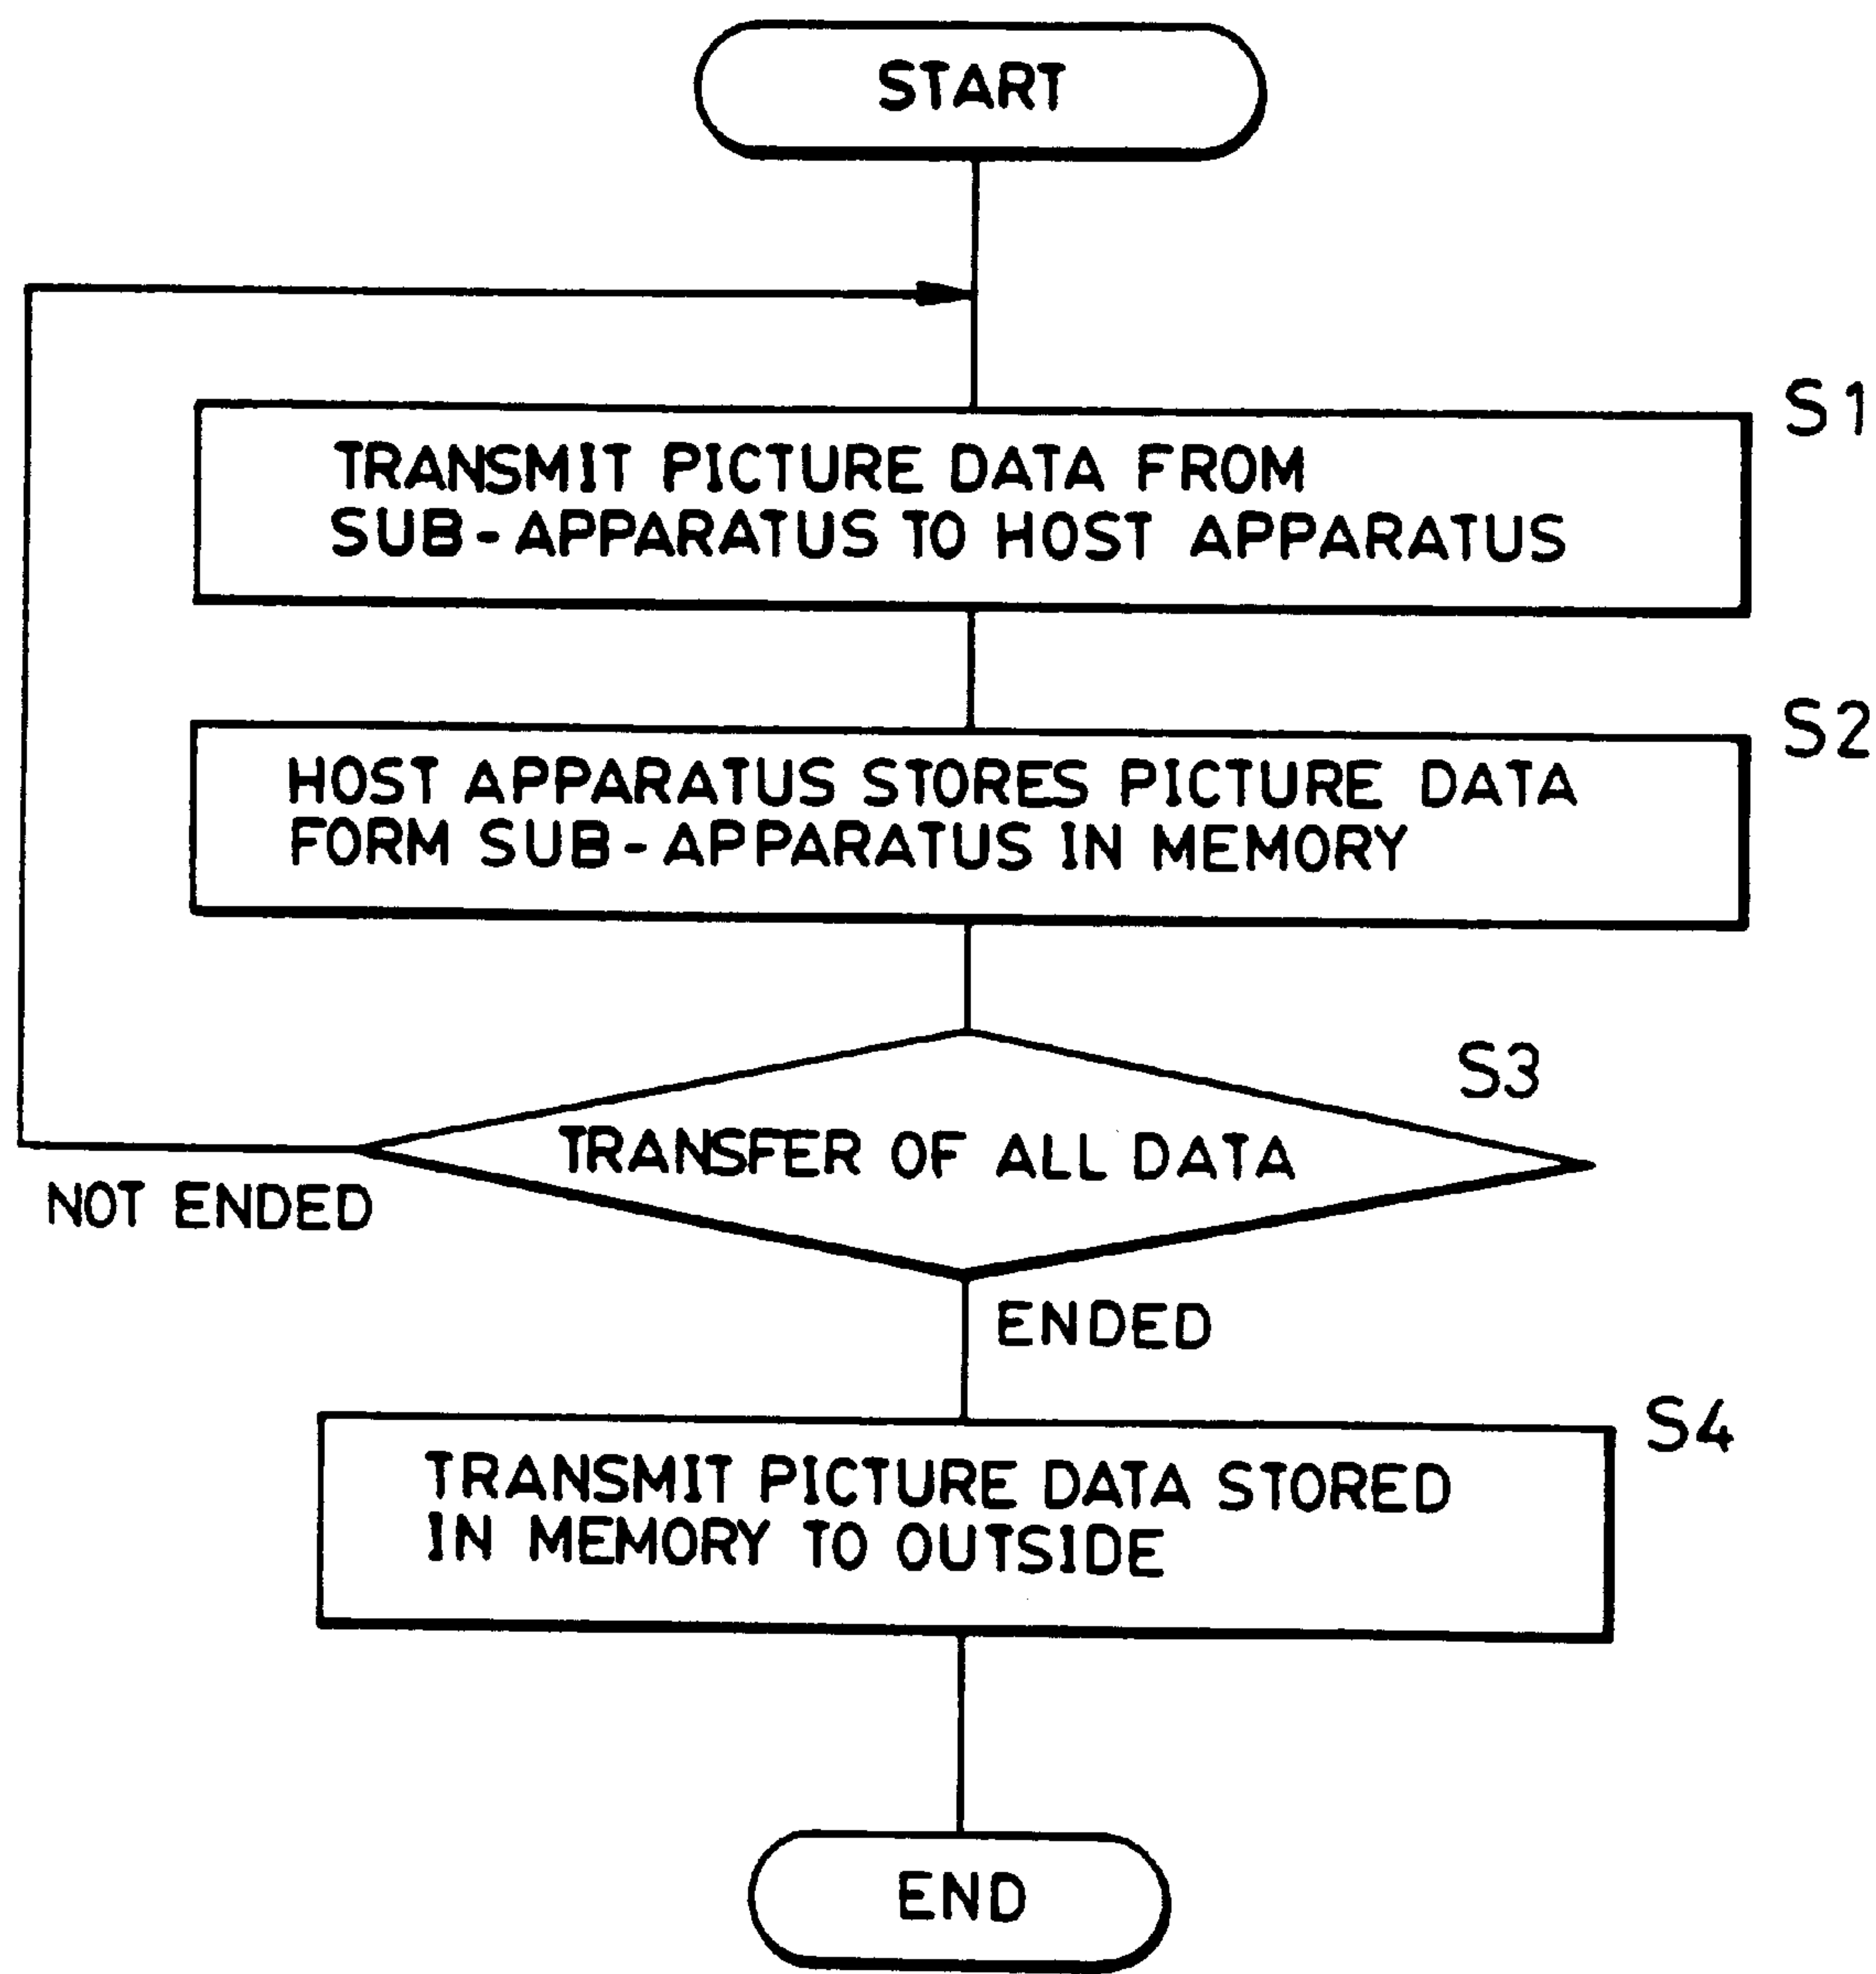 START
S1
TRANSMIT PICTURE DATA FROM
SUB-APPARATUS TO HOST APPARATUS
S2
HOST APPARATUS STORES PICTURE DATA
FORM SUB-APPARATUS IN MEMORY
S3
TRANSFER OF ALL DATA
NOT ENDED
ENDED
S4
TRANSMIT PICTURE DATA STORED
IN MEMORY TO OUTSIDE
END